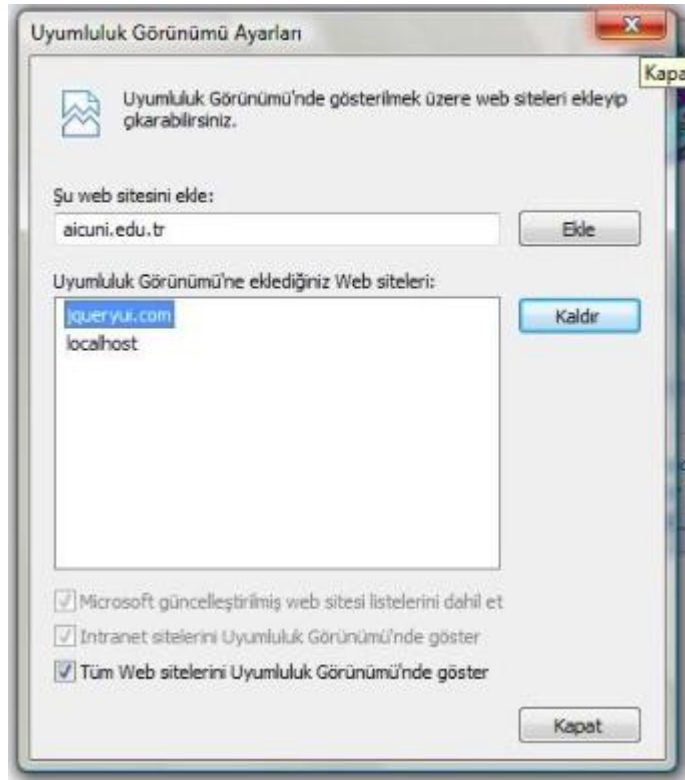 Uyumluluk Görünümü Ayarları
Uyumluluk Görünümü'nde gösterilmek üzere web siteleri ekleyip
çıkarabilirsiniz.
Şu web sitesini ekle:
aicuni.edu.tr
Ekle
Uyumluluk Görünümü'ne eklediğiniz Web siteleri:
jqueryui.com
localhost
Kaldır
Microsoft güncelleştirilmiş web sitesi listelerini dahil et
Intranet sitelerini Uyumluluk Görünümü'nde göster
Tüm Web sitelerini Uyumluluk Görünümü'nde göster
Kapat